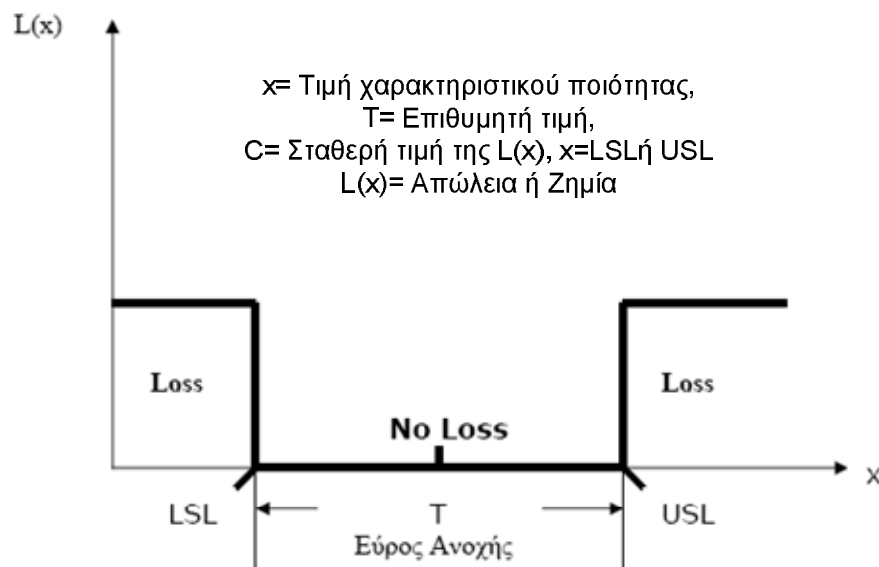 L(x)
x= Τιμή χαρακτηριστικού ποιότητας,
T= Επιθυμητή τιμή,
C= Σταθερή τιμή της L(x), x=LSLή USL
L(x)= Απώλεια ή Ζημία
Loss
Loss
No Loss
x
LSL
T
USL
Εύρος Ανοχής